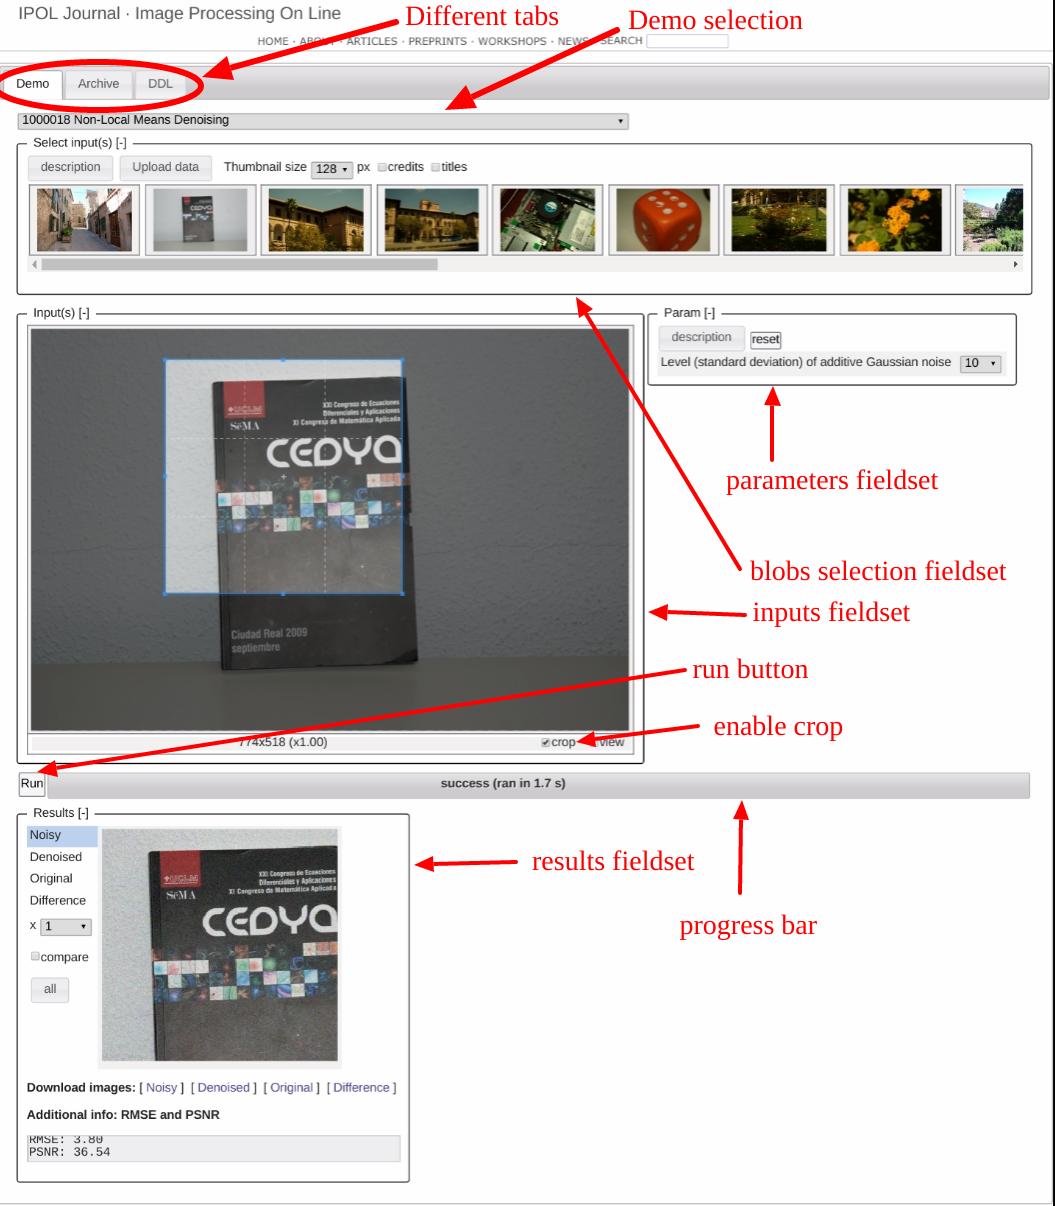 IPOL Journal · Image Processing On Line
Different tabs
Demo selection
HOME · ABOUT · ARTICLES · PREPRINTS · WORKSHOPS · NEWS · SEARCH
Demo Archive DDL
1000018 Non-Local Means Denoising
Select input(s) [-]
description Upload data Thumbnail size 128 px credits titles
Input(s) [-]
Param [-]
description reset
Level (standard deviation) of additive Gaussian noise 10
UCLM
SeMA
XXI Congreso de Ecuaciones
Diferenciales y Aplicaciones
XI Congreso de Matemática Aplicada
CEDYA
Ciudad Real 2009
septiembre
parameters fieldset
blobs selection fieldset
inputs fieldset
run button
enable crop
774x518 (x1.00) crop view
Run success (ran in 1.7 s)
Results [-]
Noisy
Denoised
Original
Difference
x 1
compare
all
UCLM
SeMA
XXI Congreso de Ecuaciones
Diferenciales y Aplicaciones
XI Congreso de Matemática Aplicada
CEDYA
results fieldset
progress bar
Download images: [ Noisy ] [ Denoised ] [ Original ] [ Difference ]
Additional info: RMSE and PSNR
RMSE: 3.80
PSNR: 36.54